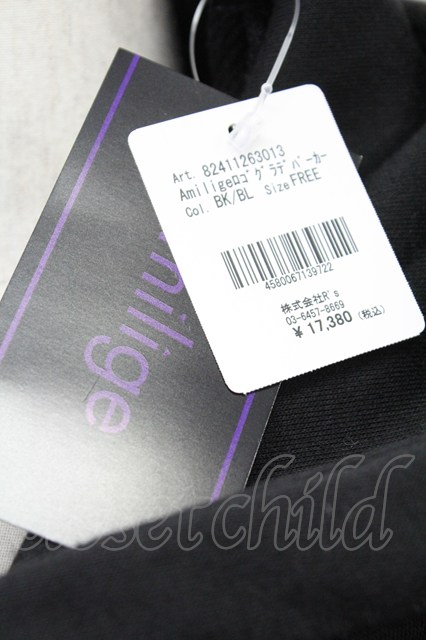 Art. 82411263013
Amiligeロゴグラデパーカー
Col. BK/BL Size FREE
4580067139722
株式会社R's
03-6457-8669
¥ 17,380 (税込)
amilige
closet child